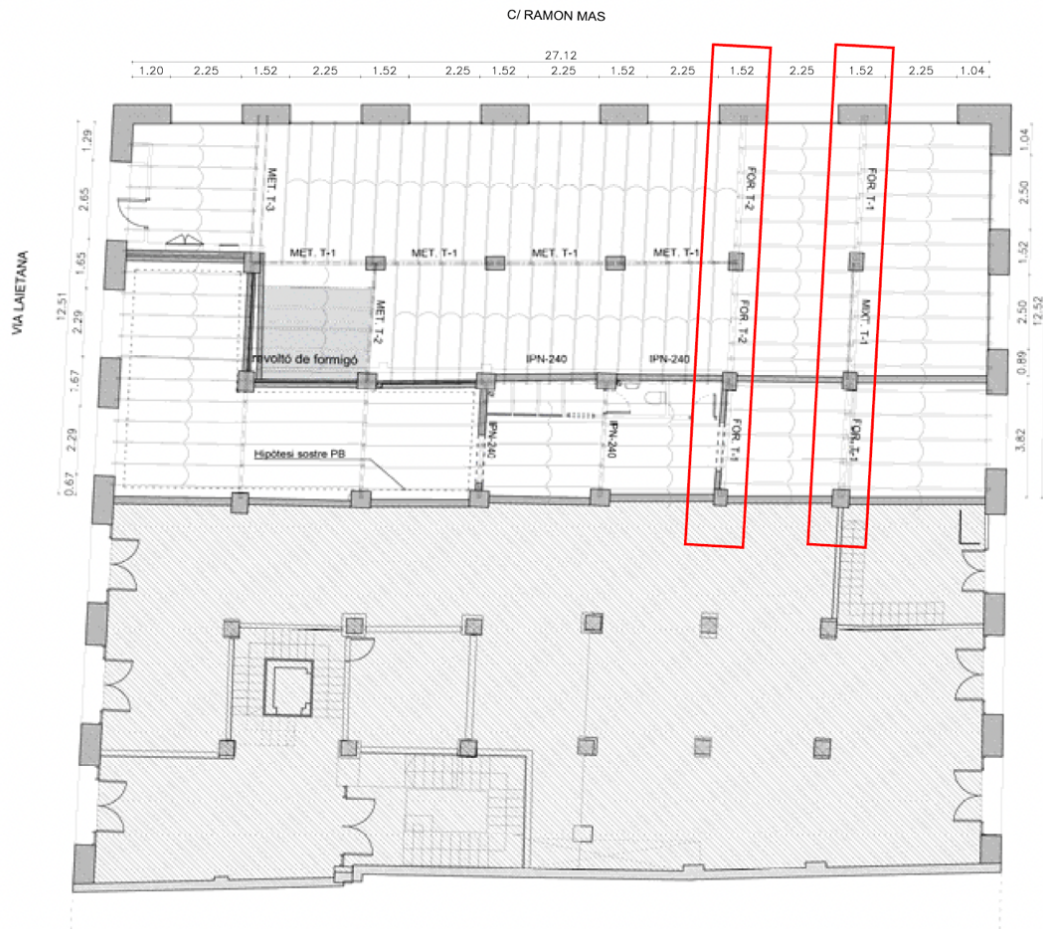 C/ RAMON MAS
27.12
1.20 2.25 1.52 2.25 1.52 2.25 1.52 2.25 1.52 2.25 1.52 2.25 1.52 2.25 1.04
VIA LAIETANA
12.51
1.29
2.65
1.65
2.29
1.67
2.29
0.67
1.04
2.50
1.52
2.50
0.89
3.82
12.52
MET. T-3
FOR. T-2
FOR. T-1
MET. T-1 MET. T-1 MET. T-1 MET. T-1
MET. T-2
FOR. T-2
MIXT. T-1
revoltó de formigó
IPN-240 IPN-240
IPN-240
IPN-240
FOR. T-1
FOR. T-1
Hipòtesi sostre PB